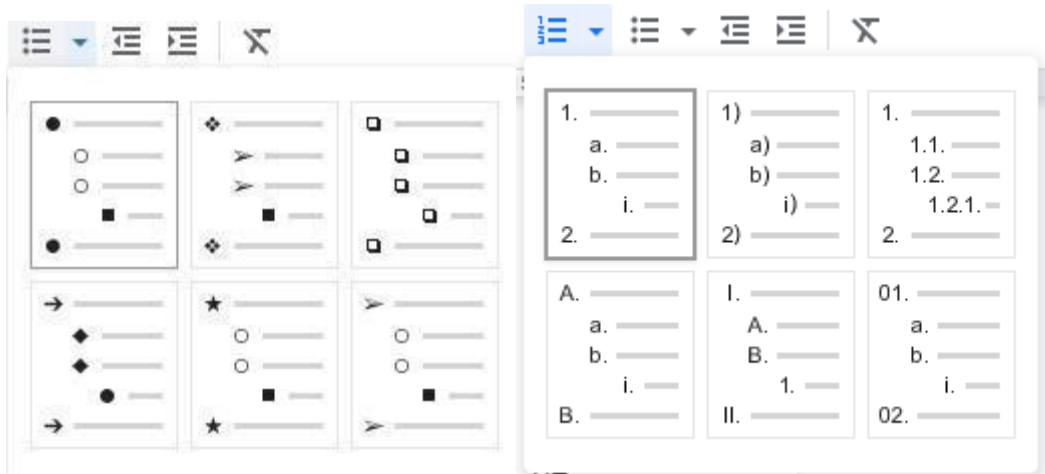 1.
a.
b.
i.
2.
1)
a)
b)
i)
2)
1.
1.1.
1.2.
1.2.1.
2.
A.
a.
b.
i.
B.
I.
A.
B.
1.
II.
01.
a.
b.
i.
02.